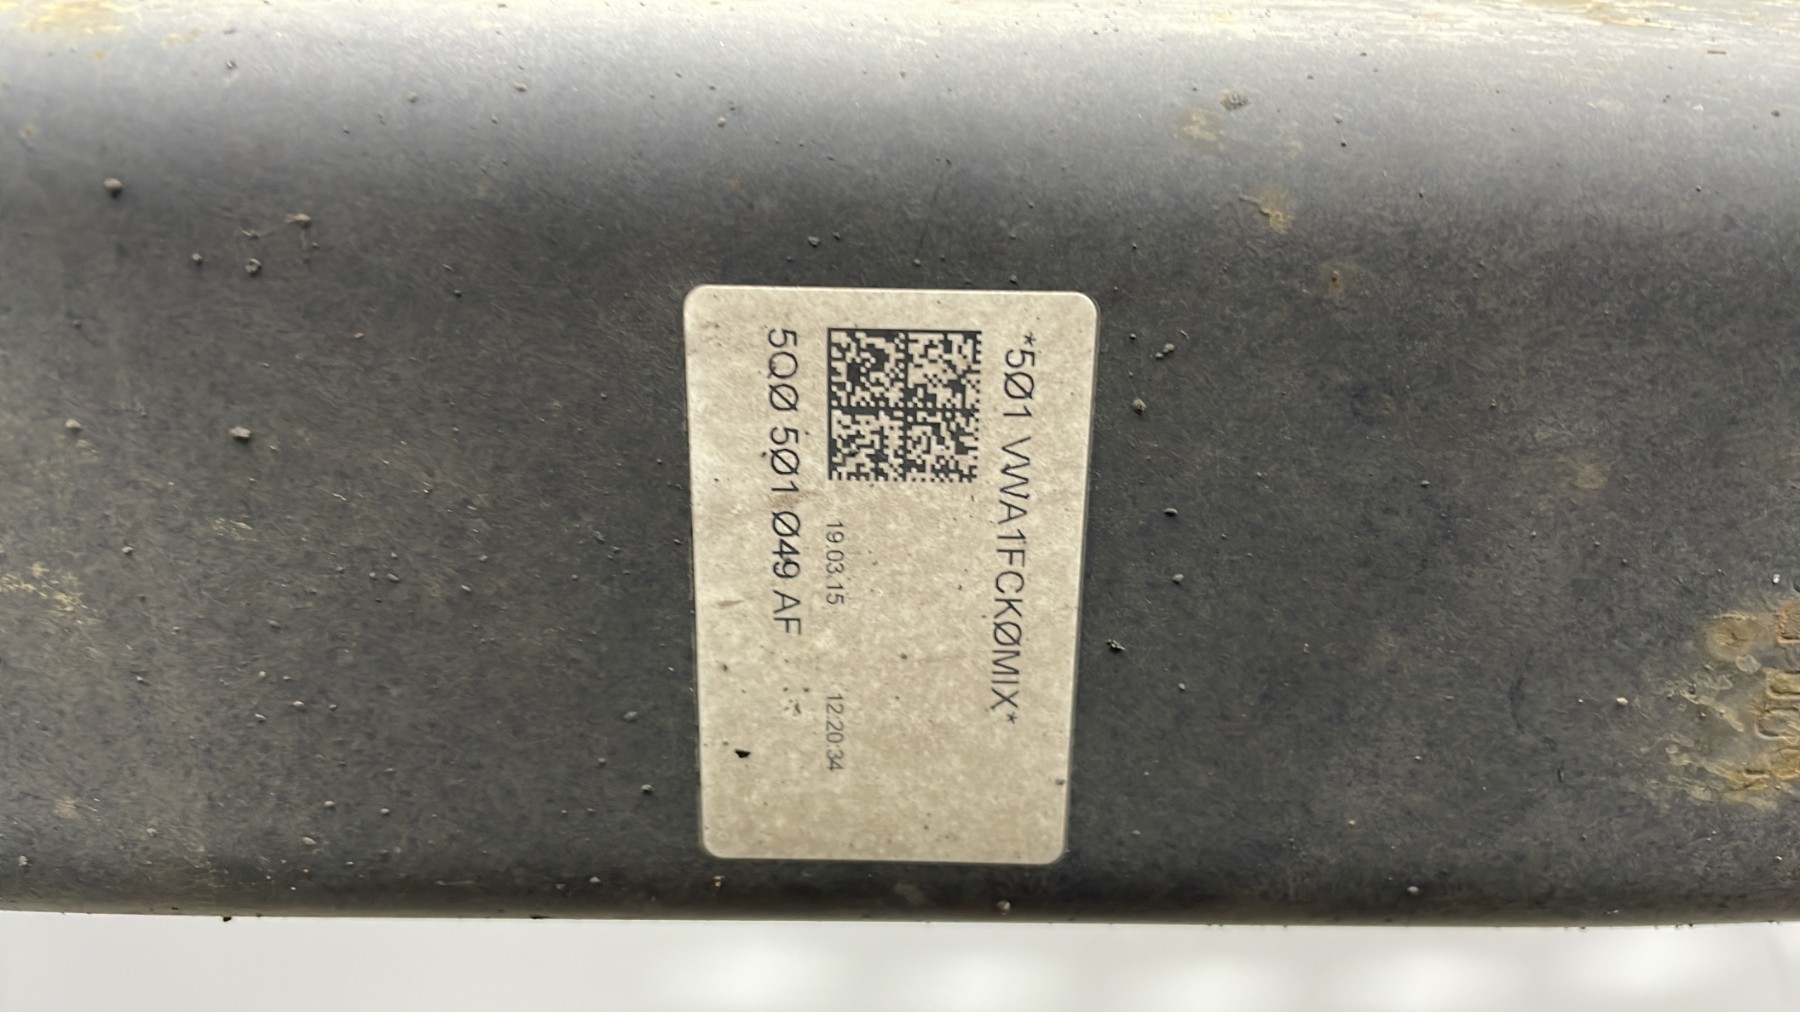 *5Ø1 VWA1FCKØMIX*
19.03.15 12:20:34
5QØ 5Ø1 Ø49 AF